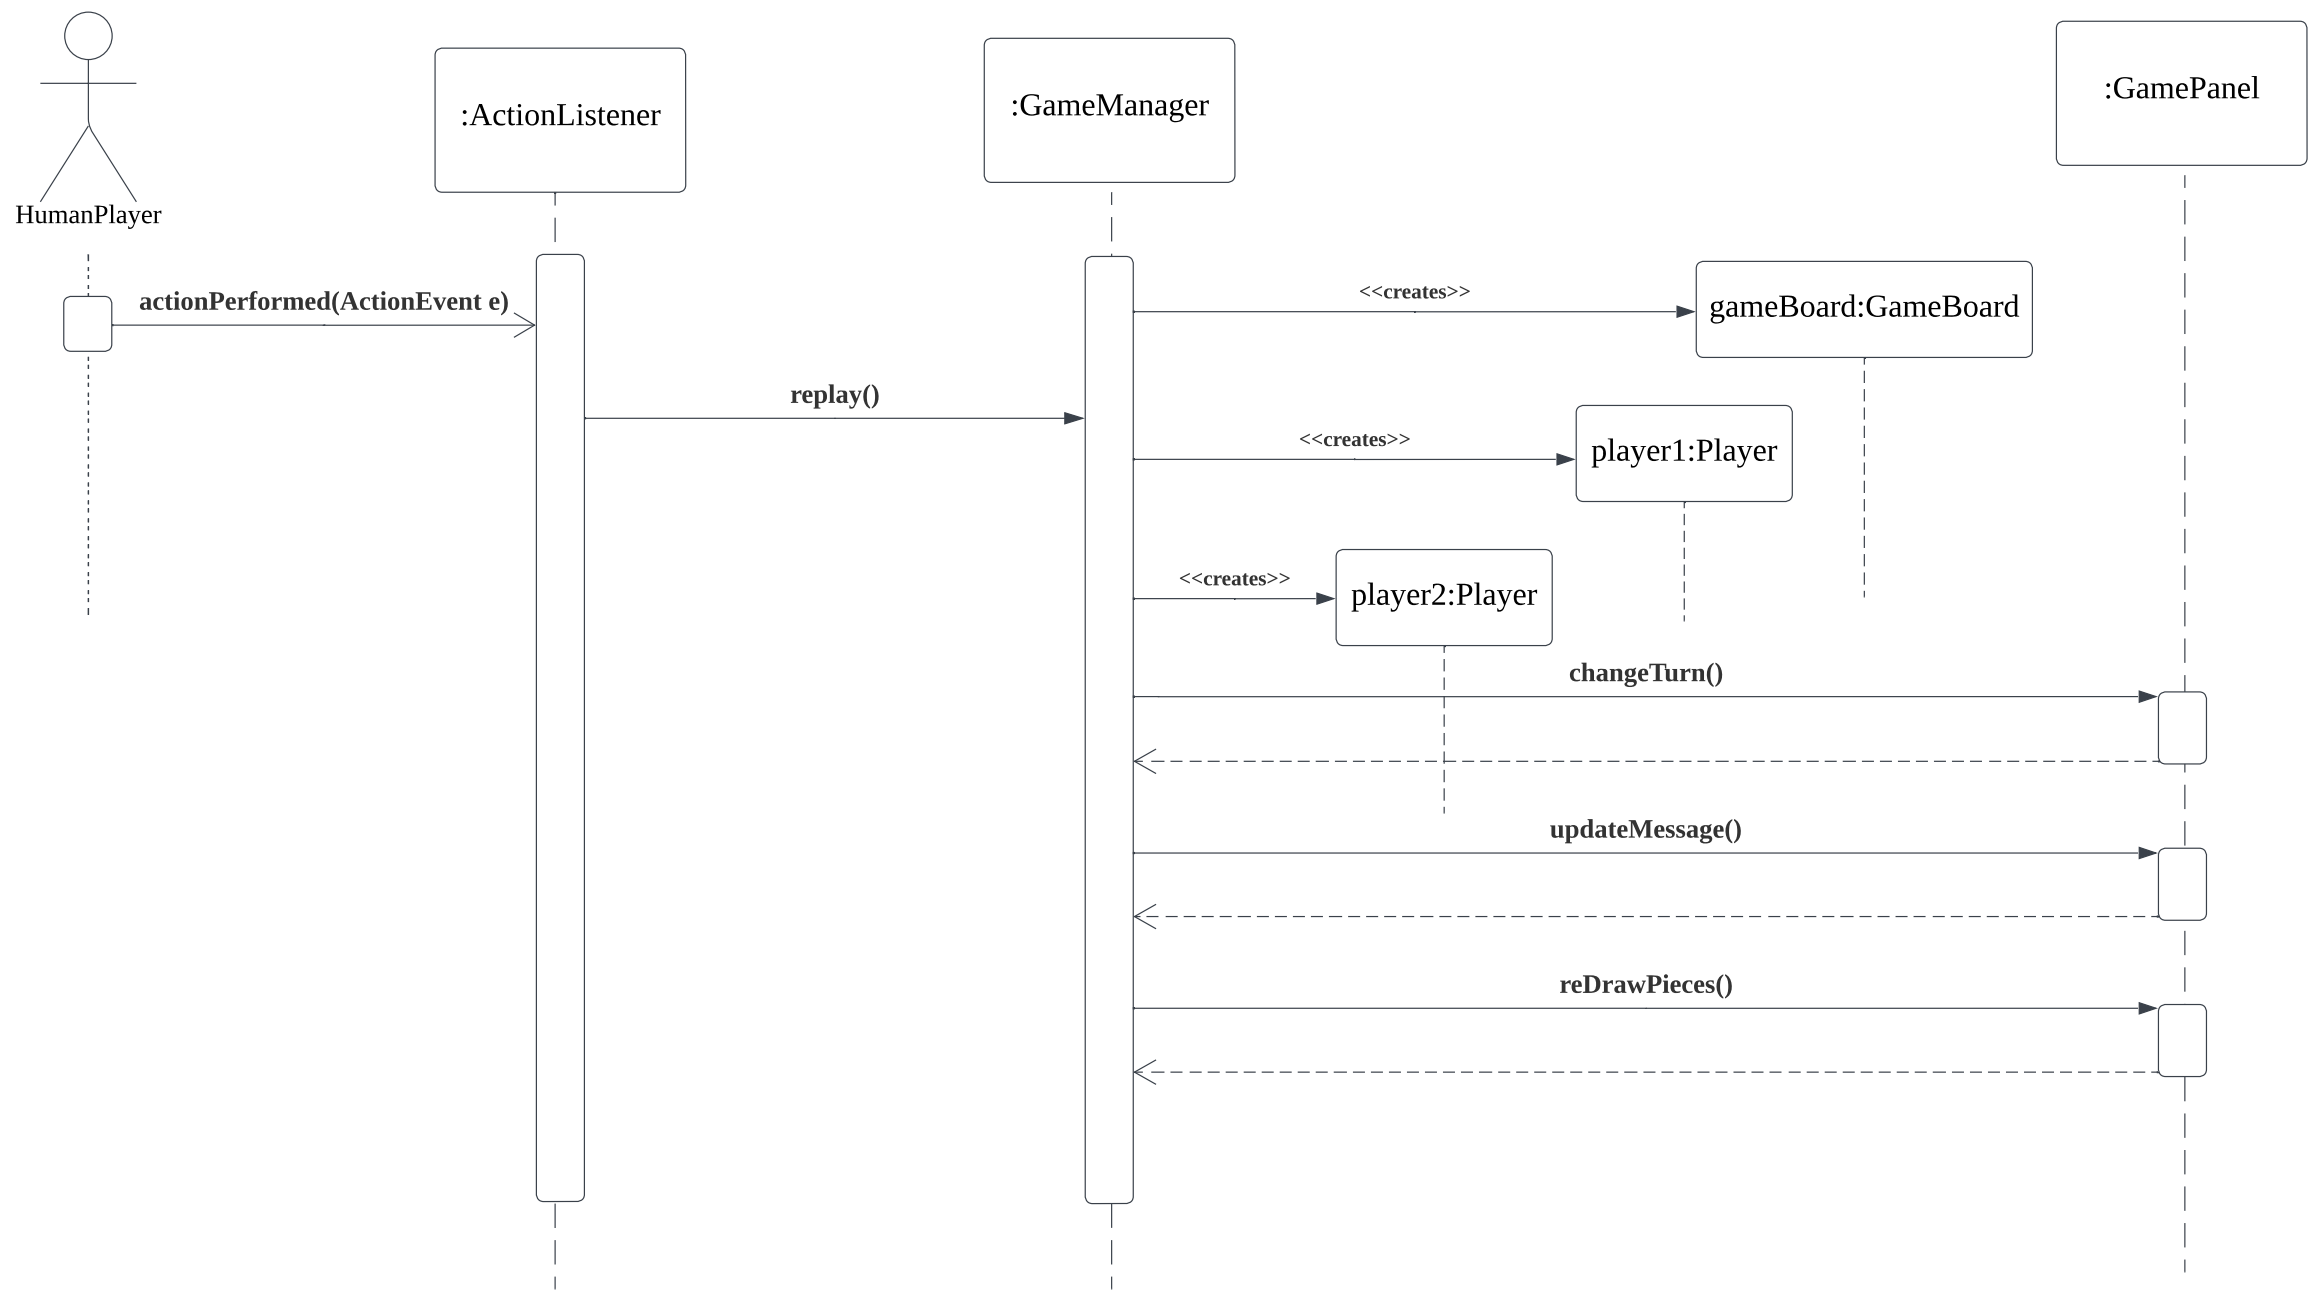 HumanPlayer
:ActionListener
:GameManager
:GamePanel
actionPerformed(ActionEvent e)
<<creates>>
gameBoard:GameBoard
replay()
<<creates>>
player1:Player
<<creates>>
player2:Player
changeTurn()
updateMessage()
reDrawPieces()